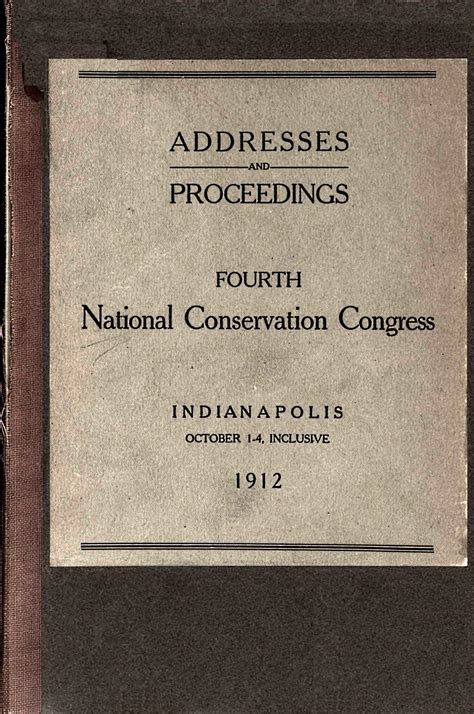 ADDRESSES
AND
PROCEEDINGS
FOURTH
National Conservation Congress
INDIANAPOLIS
OCTOBER 1-4, INCLUSIVE
1912